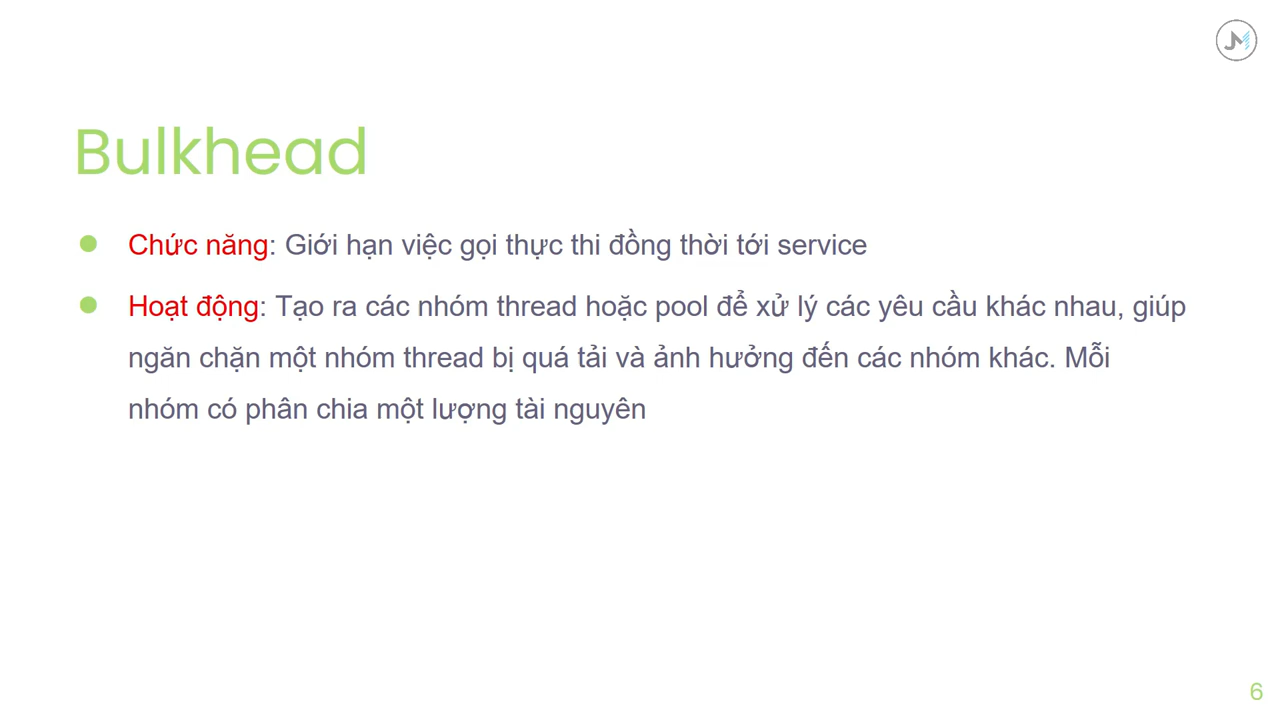 Bulkhead
Chức năng: Giới hạn việc gọi thực thi đồng thời tới service
Hoạt động: Tạo ra các nhóm thread hoặc pool để xử lý các yêu cầu khác nhau, giúp
ngăn chặn một nhóm thread bị quá tải và ảnh hưởng đến các nhóm khác. Mỗi
nhóm có phân chia một lượng tài nguyên
6